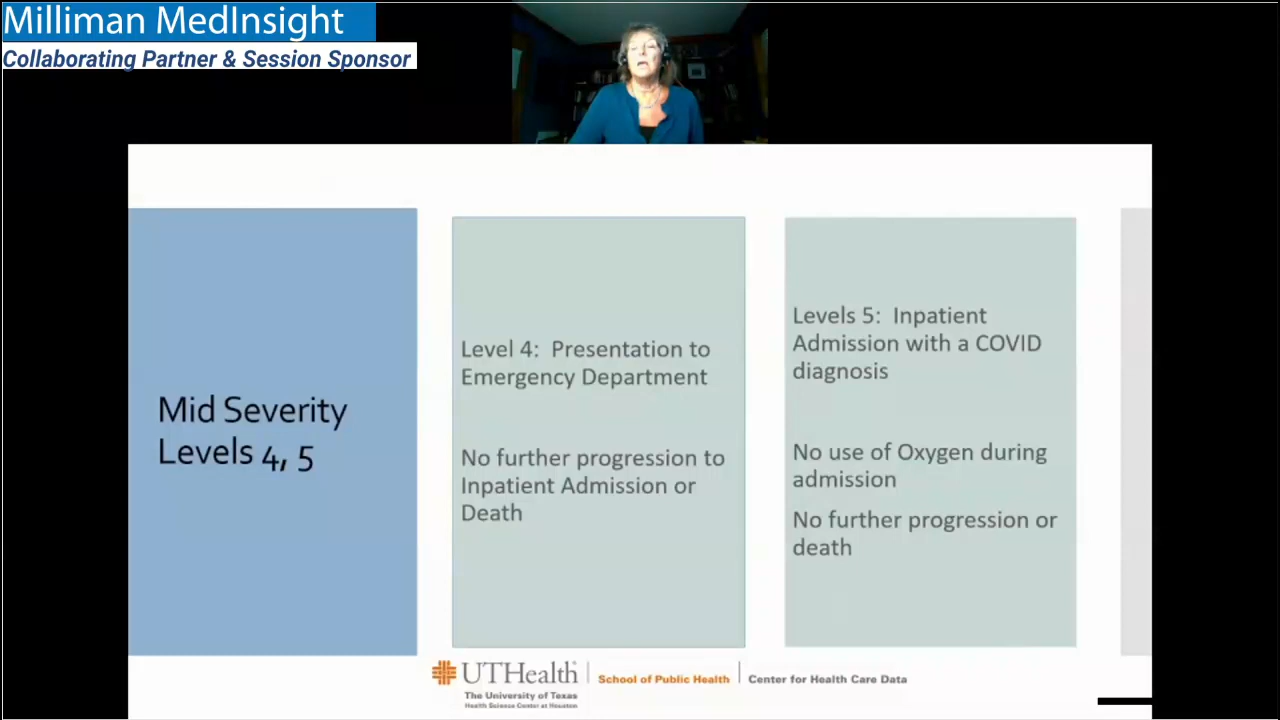 Milliman MedInsight
Collaborating Partner & Session Sponsor
Mid Severity
Levels 4, 5
Level 4: Presentation to
Emergency Department
No further progression to
Inpatient Admission or
Death
Levels 5: Inpatient
Admission with a COVID
diagnosis
No use of Oxygen during
admission
No further progression or
death
UTHealth
The University of Texas
Health Science Center at Houston
School of Public Health
Center for Health Care Data